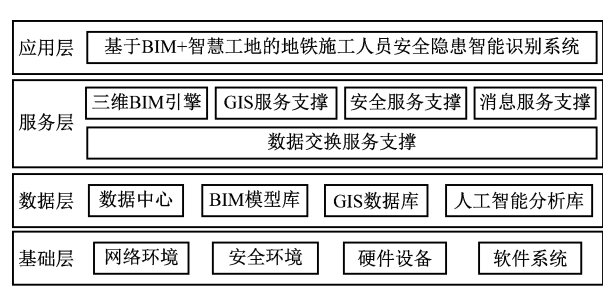 应用层 基于BIM+智慧工地的地铁施工人员安全隐患智能识别系统
服务层 三维BIM引擎 GIS服务支撑 安全服务支撑 消息服务支撑
数据交换服务支撑
数据层 数据中心 BIM模型库 GIS数据库 人工智能分析库
基础层 网络环境 安全环境 硬件设备 软件系统